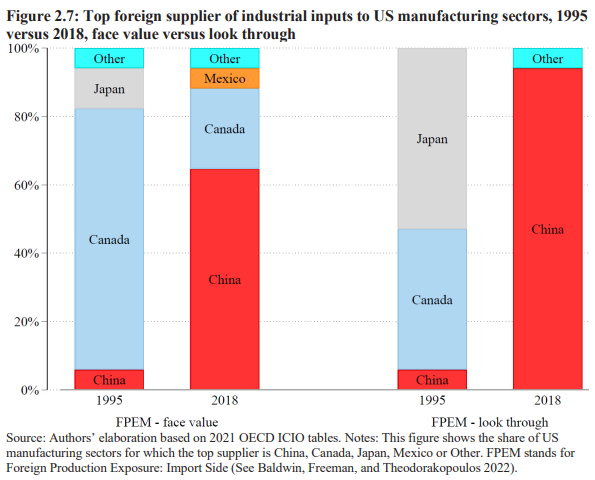 Figure 2.7: Top foreign supplier of industrial inputs to US manufacturing sectors, 1995
versus 2018, face value versus look through
100%
80%
60%
40%
20%
0%
Other
Japan
Canada
China
Other
Mexico
Canada
China
Japan
Canada
China
Other
China
1995
2018
1995
2018
FPEM - face value
FPEM - look through
Source: Authors’ elaboration based on 2021 OECD ICIO tables. Notes: This figure shows the share of US
manufacturing sectors for which the top supplier is China, Canada, Japan, Mexico or Other. FPEM stands for
Foreign Production Exposure: Import Side (See Baldwin, Freeman, and Theodorakopoulos 2022).